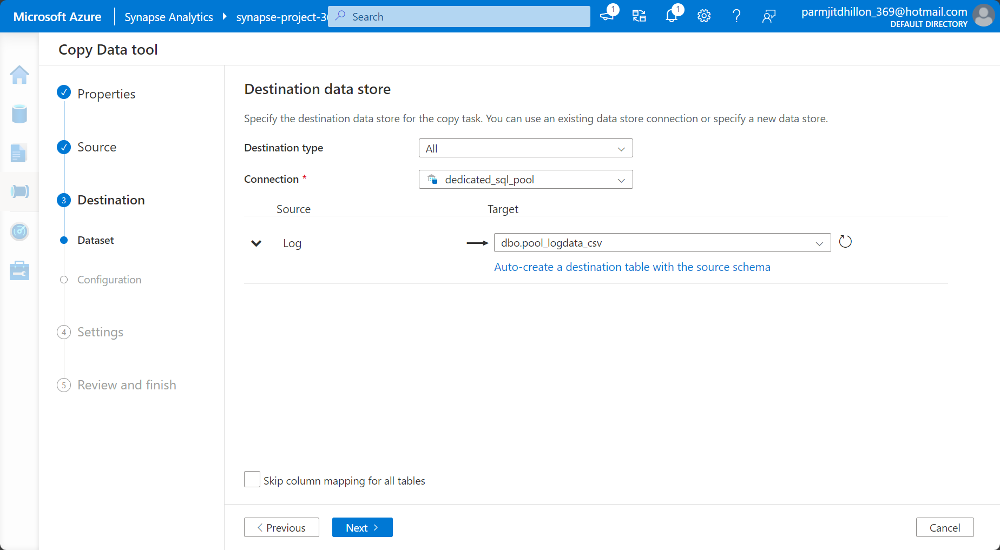 Microsoft Azure
Synapse Analytics
synapse-project-3
Search
1
1
parmjitdhillon_369@hotmail.com
DEFAULT DIRECTORY
Copy Data tool
Properties
Source
3 Destination
Dataset
Configuration
4 Settings
5 Review and finish
Destination data store
Specify the destination data store for the copy task. You can use an existing data store connection or specify a new data store.
Destination type
All
Connection *
dedicated_sql_pool
Source Target
Log
dbo.pool_logdata_csv
Auto-create a destination table with the source schema
Skip column mapping for all tables
Previous
Next
Cancel